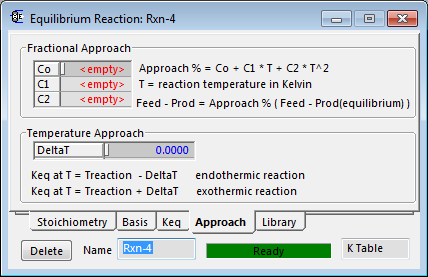 Equilibrium Reaction: Rxn-4
Fractional Approach
Co <empty> Approach % = Co + C1 * T + C2 * T^2
C1 <empty> T = reaction temperature in Kelvin
C2 <empty> Feed - Prod = Approach % ( Feed - Prod(equilibrium) )
Temperature Approach
DeltaT 0.0000
Keq at T = Treaction - DeltaT endothermic reaction
Keq at T = Treaction + DeltaT exothermic reaction
Stoichiometry Basis Keq Approach Library
Delete Name Rxn-4 Ready K Table